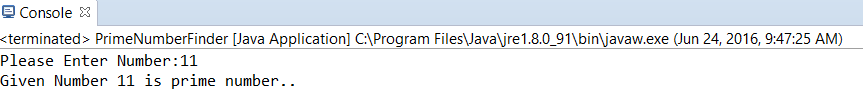 Console
<terminated> PrimeNumberFinder [Java Application] C:\Program Files\Java\jre1.8.0_91\bin\javaw.exe (Jun 24, 2016, 9:47:25 AM)
Please Enter Number:11
Given Number 11 is prime number..